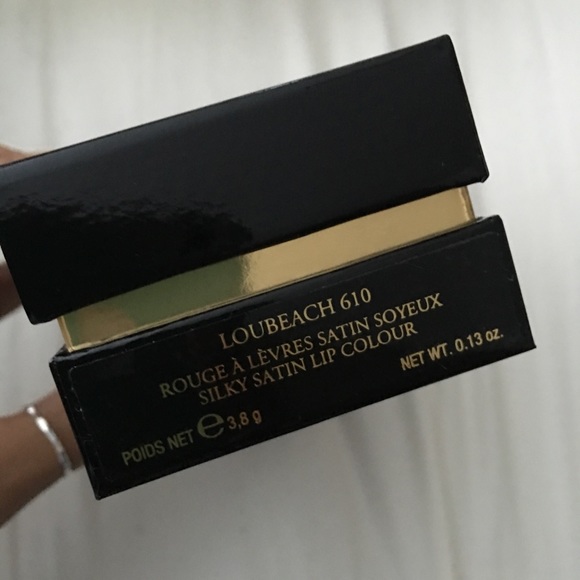 LOUBEACH 610
ROUGE À LÈVRES SATIN SOYEUX
SILKY SATIN LIP COLOUR
POIDS NET ℮ 3,8 g NET WT. 0.13 oz.